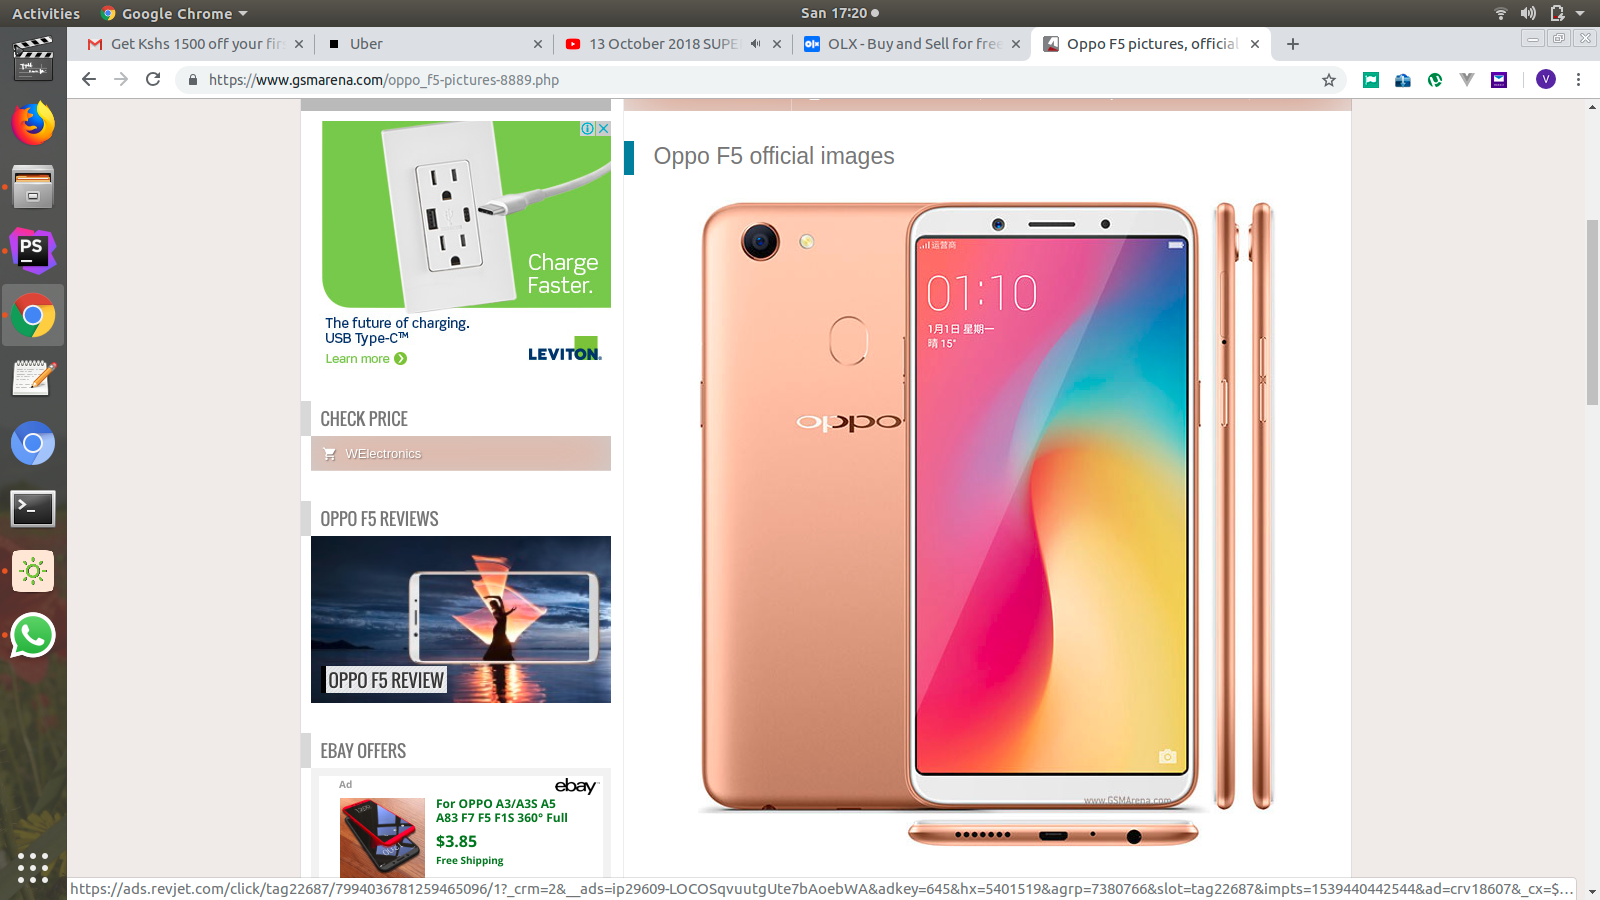 Activities
Google Chrome
San 17:20
Get Kshs 1500 off your firs
Uber
13 October 2018 SUPE
OLX - Buy and Sell for free
Oppo F5 pictures, official
https://www.gsmarena.com/oppo_f5-pictures-8889.php
V
PS
Charge
Faster.
The future of charging.
USB Type-C™
Learn more
LEVITON
CHECK PRICE
WElectronics
OPPO F5 REVIEWS
OPPO F5 REVIEW
EBAY OFFERS
Ad
ebay
For OPPO A3/A3S A5
A83 F7 F5 F1S 360° Full
$3.85
Free Shipping
Oppo F5 official images
oppo
运营商
01:10
1月1日 星期一
晴 15°
www.GSMArena.com
https://ads.revjet.com/click/tag22687/7994036781259465096/1?_crm=2&__ads=ip29609-LOCOSqvuutgUte7bAoebWA&adkey=645&hx=5401519&agrp=7380766&slot=tag22687&impts=1539440442544&ad=crv18607&_cx=$...